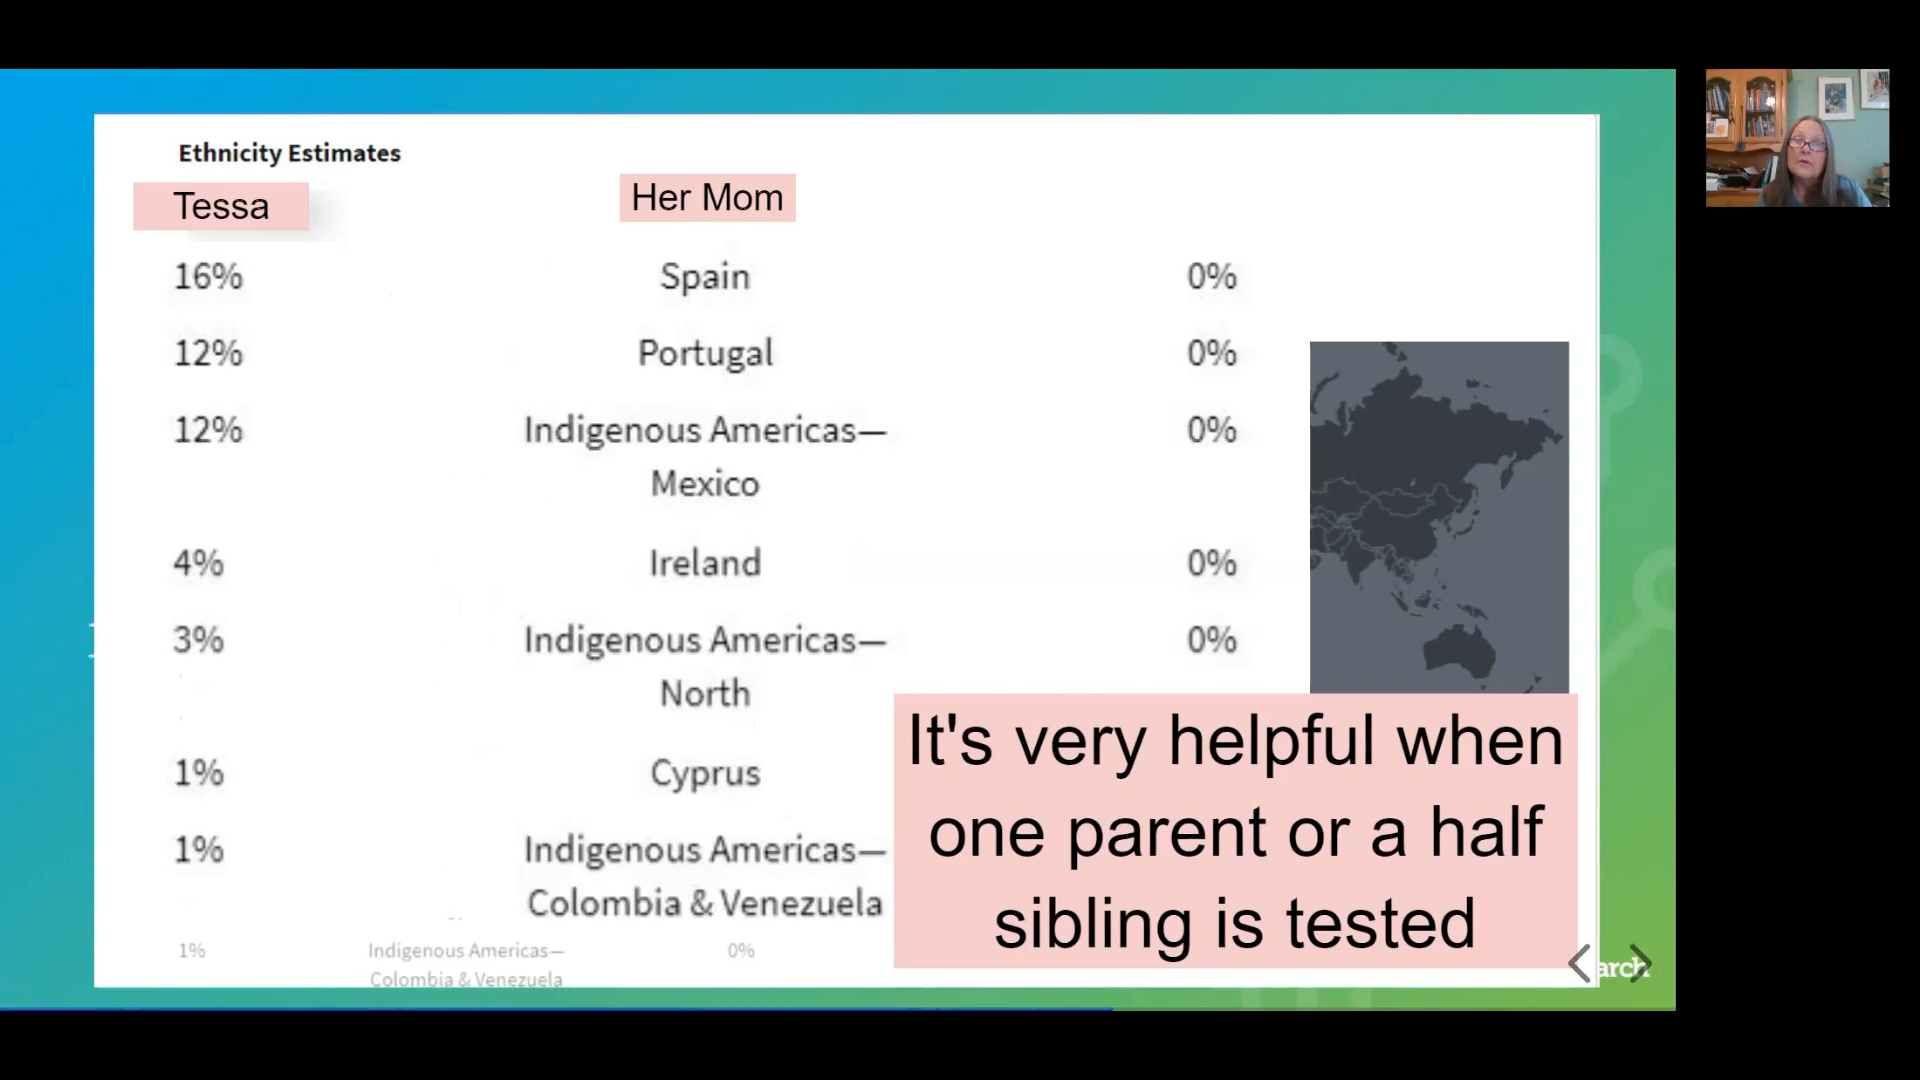 Ethnicity Estimates
Tessa
Her Mom
16% Spain 0%
12% Portugal 0%
12% Indigenous Americas— 0%
Mexico
4% Ireland 0%
3% Indigenous Americas— 0%
North
1% Cyprus
1% Indigenous Americas—
Colombia & Venezuela
1% Indigenous Americas— 0%
Colombia & Venezuela
It's very helpful when
one parent or a half
sibling is tested
arch